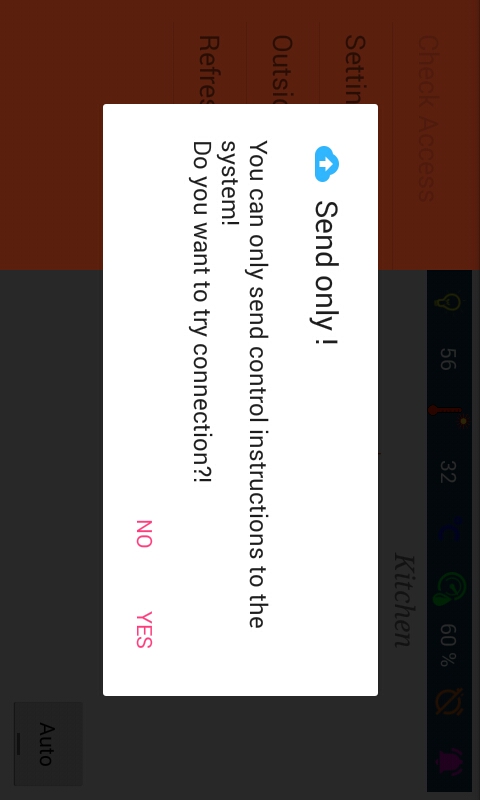 Check Access
56
32
°C
60 %
Kitchen
Settin
Outsid
Refres
Send only !
You can only send control instructions to the
system!
Do you want to try connection?!
NO
YES
Auto